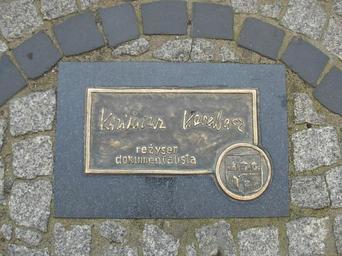 Kazimierz Karabasz
reżyser
dokumentalista